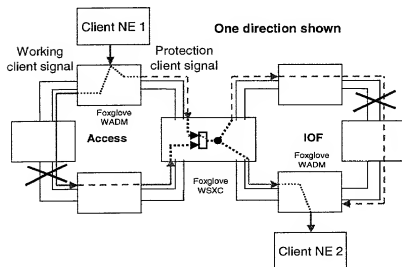 Client NE 1
One direction shown
Working
client signal
Protection
client signal
Foxglove
WADM
Access
IOF
Foxglove
WADM
Foxglove
WSXC
Client NE 2